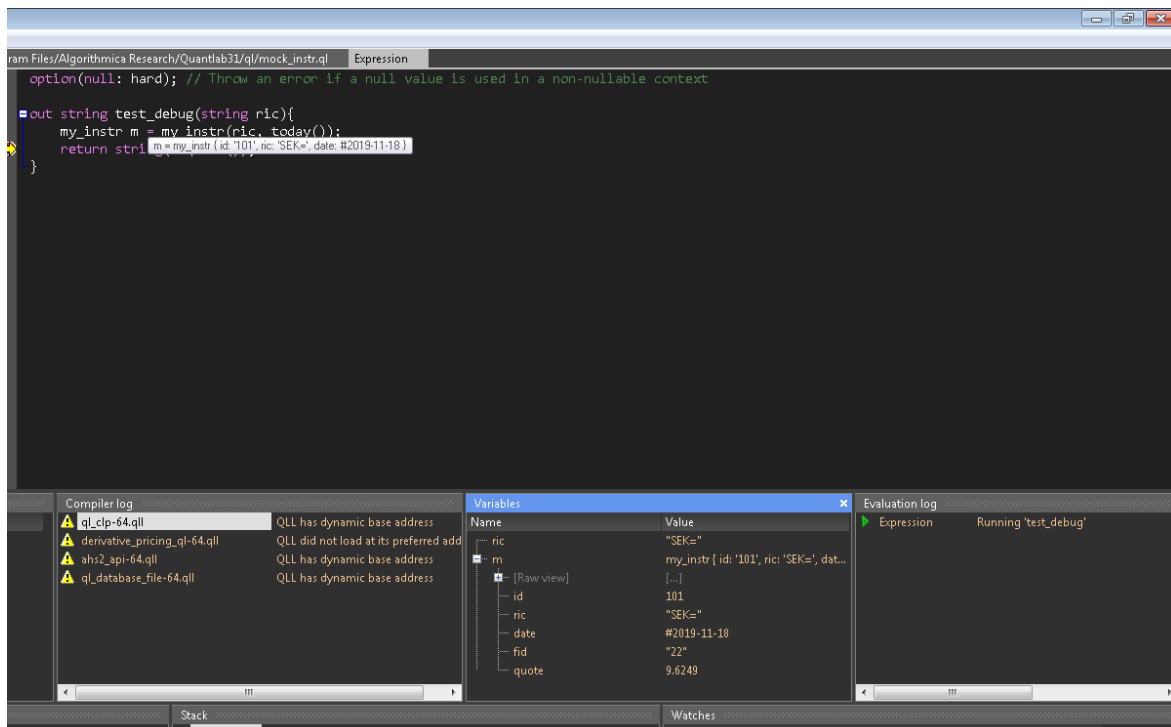 ram Files/Algorithmica Research/Quantlab31/ql/mock_instr.ql Expression
option(null: hard); // Throw an error if a null value is used in a non-nullable context
out string test_debug(string ric){
my_instr m = my_instr(ric, today());
return stri
m = my_instr { id: '101', ric: 'SEK=', date: #2019-11-18 }
}
Compiler log
ql_clp-64.qll QLL has dynamic base address
derivative_pricing_ql-64.qll QLL did not load at its preferred add
ahs2_api-64.qll QLL has dynamic base address
ql_database_file-64.qll QLL has dynamic base address
Variables
Name Value
ric "SEK="
m my_instr { id: '101', ric: 'SEK=', dat...
[Raw view] [...]
id 101
ric "SEK="
date #2019-11-18
fid "22"
quote 9.6249
Evaluation log
Expression Running 'test_debug'
Stack
Watches